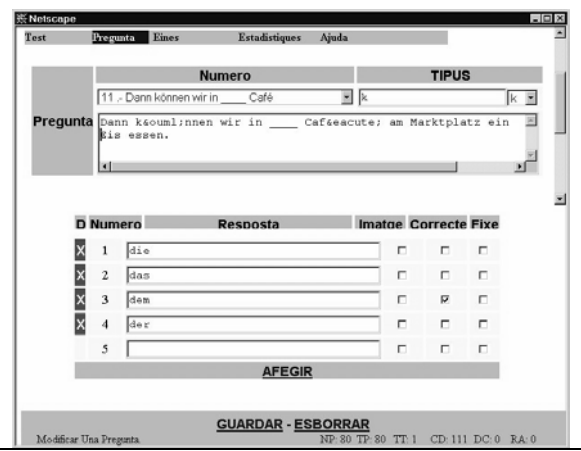 Netscape
Test Pregunta Eines Estadistiques Ajuda
Numero TIPUS
11 .- Dann können wir in ____ Café k k
Pregunta
Dann k&ouml;nnen wir in ____ Caf&eacute; am Marktplatz ein
Eis essen.
D Numero Resposta Imatge Correcte Fixe
X 1 die
X 2 das
X 3 dem
X 4 der
5
AFEGIR
GUARDAR - ESBORRAR
Modificar Una Pregunta. NP: 80 TP: 80 TT: 1 CD: 111 DC: 0 RA: 0